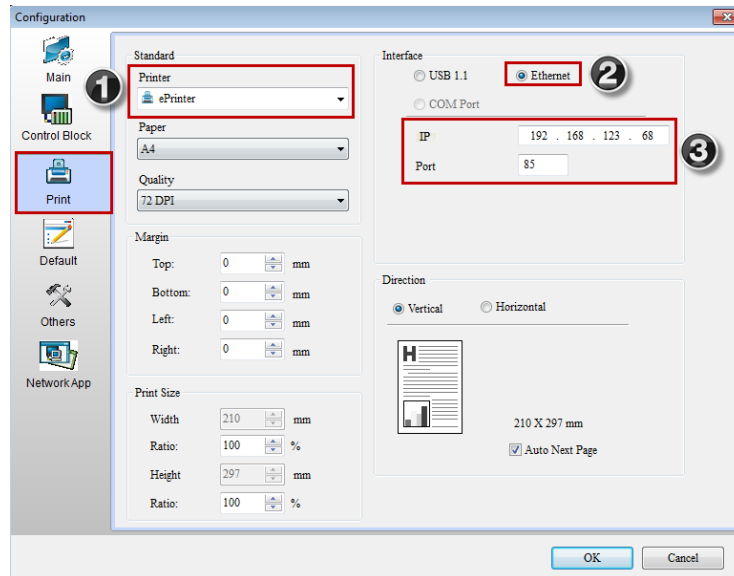 Configuration
Main
Control Block
Print
Default
Others
Network App
Standard
1
Printer
ePrinter
Paper
A4
Quality
72 DPI
Margin
Top: 0 mm
Bottom: 0 mm
Left: 0 mm
Right: 0 mm
Print Size
Width 210 mm
Ratio: 100 %
Height 297 mm
Ratio: 100 %
Interface
USB 1.1 Ethernet 2
COM Port
IP 192 . 168 . 123 . 68
3
Port 85
Direction
Vertical Horizontal
H
210 X 297 mm
Auto Next Page
OK Cancel